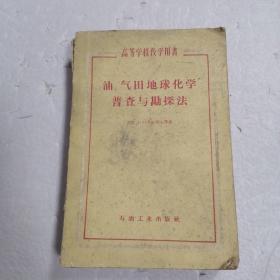 高等学校教学用書
油、气田地球化学
普查与勘探法
石油工业出版社